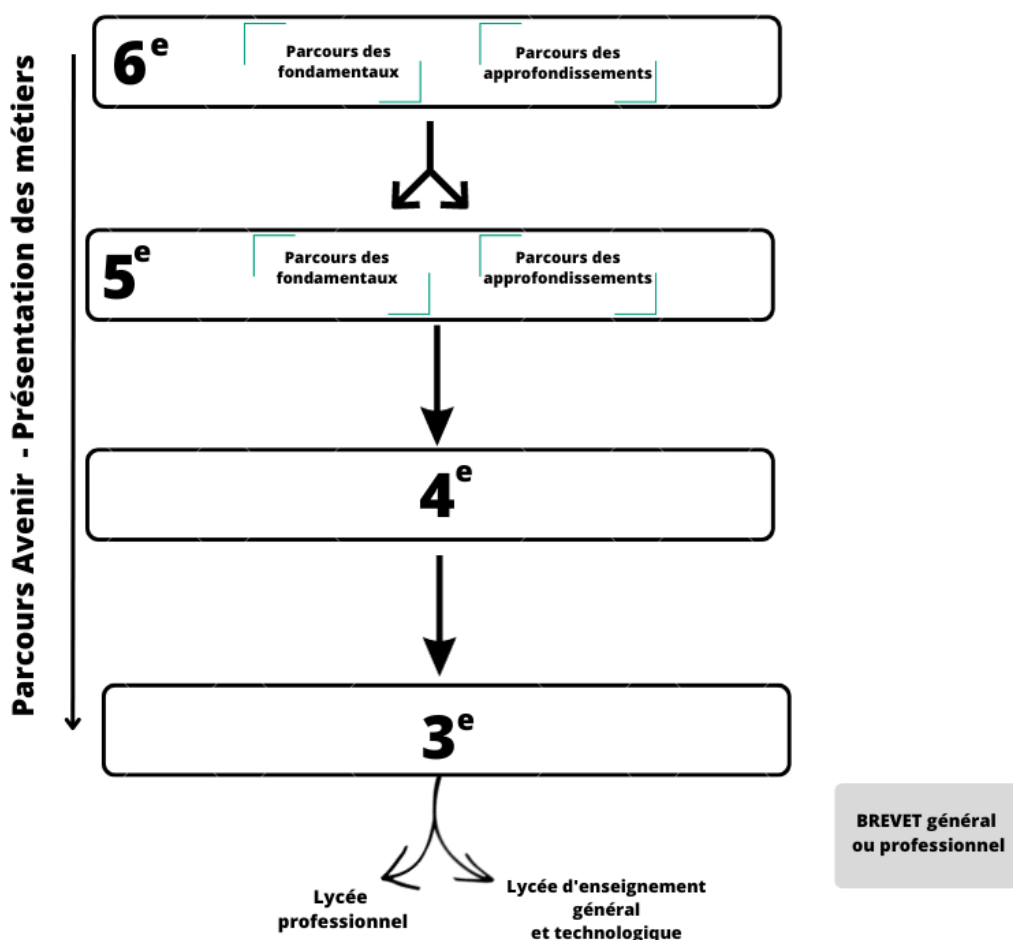 Parcours Avenir - Présentation des métiers
6e
Parcours des
fondamentaux
Parcours des
approfondissements
5e
Parcours des
fondamentaux
Parcours des
approfondissements
4e
3e
BREVET général
ou professionnel
Lycée
professionnel
Lycée d'enseignement
général
et technologique